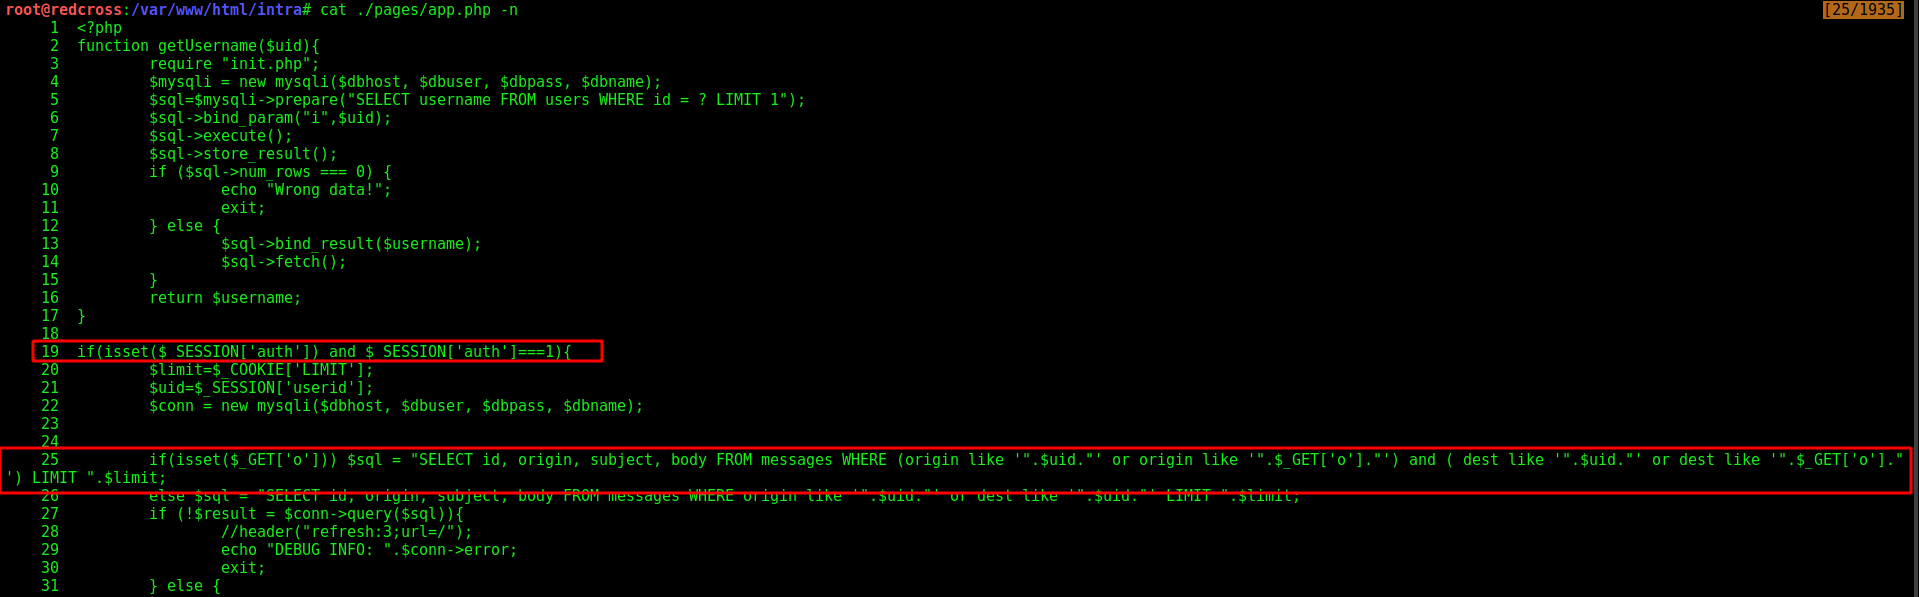 root@redcross:/var/www/html/intra# cat ./pages/app.php -n [25/1935]
1 <?php
2 function getUsername($uid){
3 require "init.php";
4 $mysqli = new mysqli($dbhost, $dbuser, $dbpass, $dbname);
5 $sql=$mysqli->prepare("SELECT username FROM users WHERE id = ? LIMIT 1");
6 $sql->bind_param("i",$uid);
7 $sql->execute();
8 $sql->store_result();
9 if ($sql->num_rows === 0) {
10 echo "Wrong data!";
11 exit;
12 } else {
13 $sql->bind_result($username);
14 $sql->fetch();
15 }
16 return $username;
17 }
18
19 if(isset($_SESSION['auth']) and $_SESSION['auth']===1){
20 $limit=$_COOKIE['LIMIT'];
21 $uid=$_SESSION['userid'];
22 $conn = new mysqli($dbhost, $dbuser, $dbpass, $dbname);
23
24
25 if(isset($_GET['o'])) $sql = "SELECT id, origin, subject, body FROM messages WHERE (origin like '".$uid."' or origin like '".$_GET['o']."') and ( dest like '".$uid."' or dest like '".$_GET['o']."
') LIMIT ".$limit;
26 else $sql = "SELECT id, origin, subject, body FROM messages WHERE origin like '".$uid."' or dest like '".$uid."' LIMIT ".$limit;
27 if (!$result = $conn->query($sql)){
28 //header("refresh:3;url=/");
29 echo "DEBUG INFO: ".$conn->error;
30 exit;
31 } else {